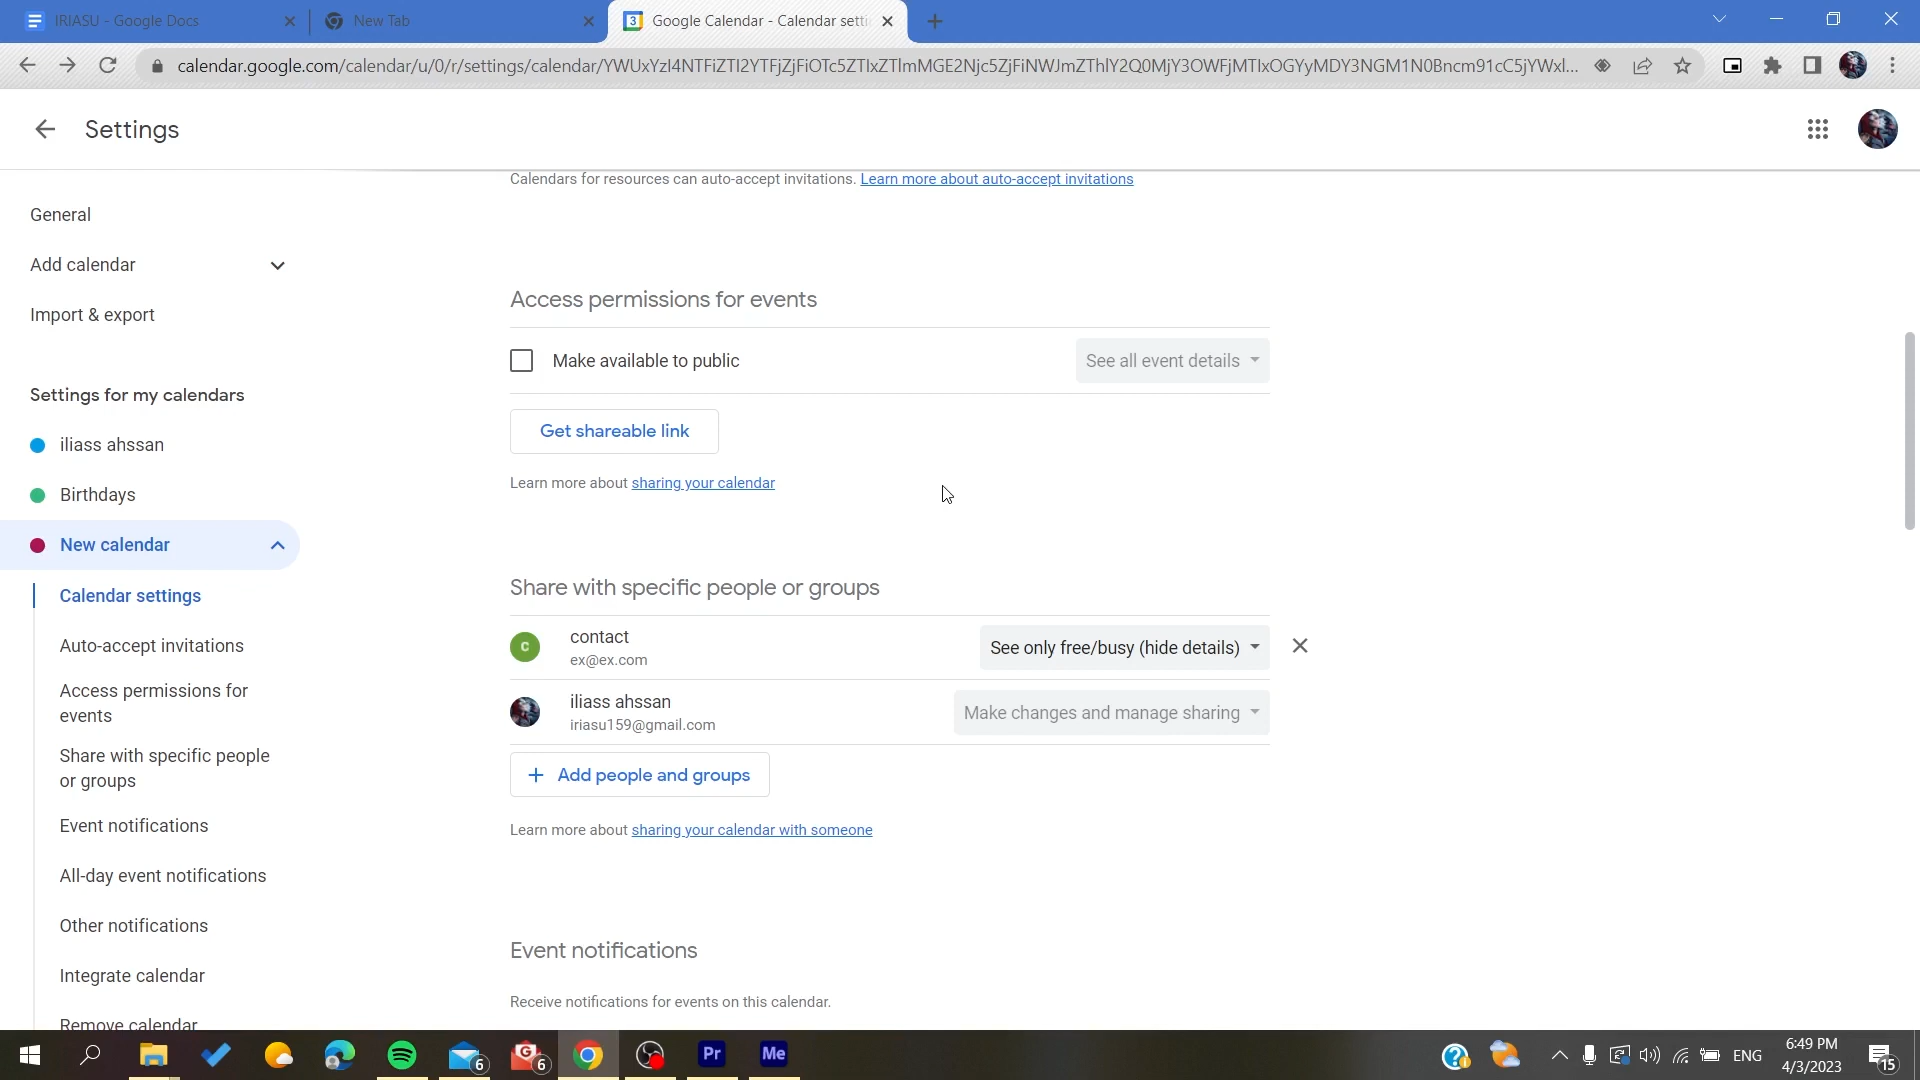 IRIASU - Google Docs
New Tab
Google Calendar - Calendar setti
calendar.google.com/calendar/u/0/r/settings/calendar/
Settings
Calendars for resources can auto-accept invitations. Learn more about auto-accept invitations
General
Add calendar
Import & export
Access permissions for events
Make available to public
See all event details
Settings for my calendars
Get shareable link
iliass ahssan
Learn more about sharing your calendar
Birthdays
New calendar
Share with specific people or groups
Calendar settings
contact
ex@ex.com
See only free/busy (hide details)
Auto-accept invitations
iliass ahssan
iriasu159@gmail.com
Make changes and manage sharing
Access permissions for
events
Share with specific people
or groups
Add people and groups
Event notifications
Learn more about sharing your calendar with someone
All-day event notifications
Other notifications
Event notifications
Integrate calendar
Receive notifications for events on this calendar.
Remove calendar
6
6
Pr
Me
ENG
6:49 PM
4/3/2023
15